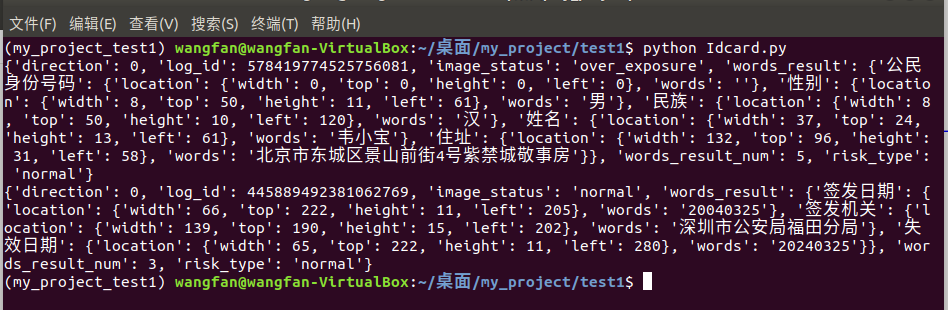 文件(F) 编辑(E) 查看(V) 搜索(S) 终端(T) 帮助(H)
(my_project_test1) wangfan@wangfan-VirtualBox:~/桌面/my_project/test1$ python Idcard.py
{'direction': 0, 'log_id': 578419774525756081, 'image_status': 'over_exposure', 'words_result': {'公民
身份号码': {'location': {'width': 0, 'top': 0, 'height': 0, 'left': 0}, 'words': ''}, '性别': {'locatio
n': {'width': 8, 'top': 50, 'height': 11, 'left': 61}, 'words': '男'}, '民族': {'location': {'width': 8
, 'top': 50, 'height': 10, 'left': 120}, 'words': '汉'}, '姓名': {'location': {'width': 37, 'top': 24,
'height': 13, 'left': 61}, 'words': '韦小宝'}, '住址': {'location': {'width': 132, 'top': 96, 'height':
31, 'left': 58}, 'words': '北京市东城区景山前街4号紫禁城敬事房'}}, 'words_result_num': 5, 'risk_type':
'normal'}
{'direction': 0, 'log_id': 445889492381062769, 'image_status': 'normal', 'words_result': {'签发日期': {
'location': {'width': 66, 'top': 222, 'height': 11, 'left': 205}, 'words': '20040325'}, '签发机关': {'l
ocation': {'width': 139, 'top': 190, 'height': 15, 'left': 202}, 'words': '深圳市公安局福田分局'}, '失
效日期': {'location': {'width': 65, 'top': 222, 'height': 11, 'left': 280}, 'words': '20240325'}}, 'wor
ds_result_num': 3, 'risk_type': 'normal'}
(my_project_test1) wangfan@wangfan-VirtualBox:~/桌面/my_project/test1$